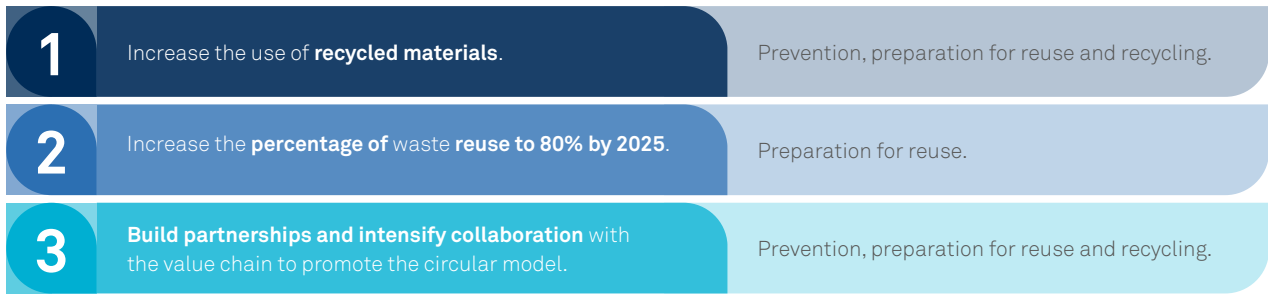 1
Increase the use of recycled materials.
Prevention, preparation for reuse and recycling.
2
Increase the percentage of waste reuse to 80% by 2025.
Preparation for reuse.
3
Build partnerships and intensify collaboration with
the value chain to promote the circular model.
Prevention, preparation for reuse and recycling.